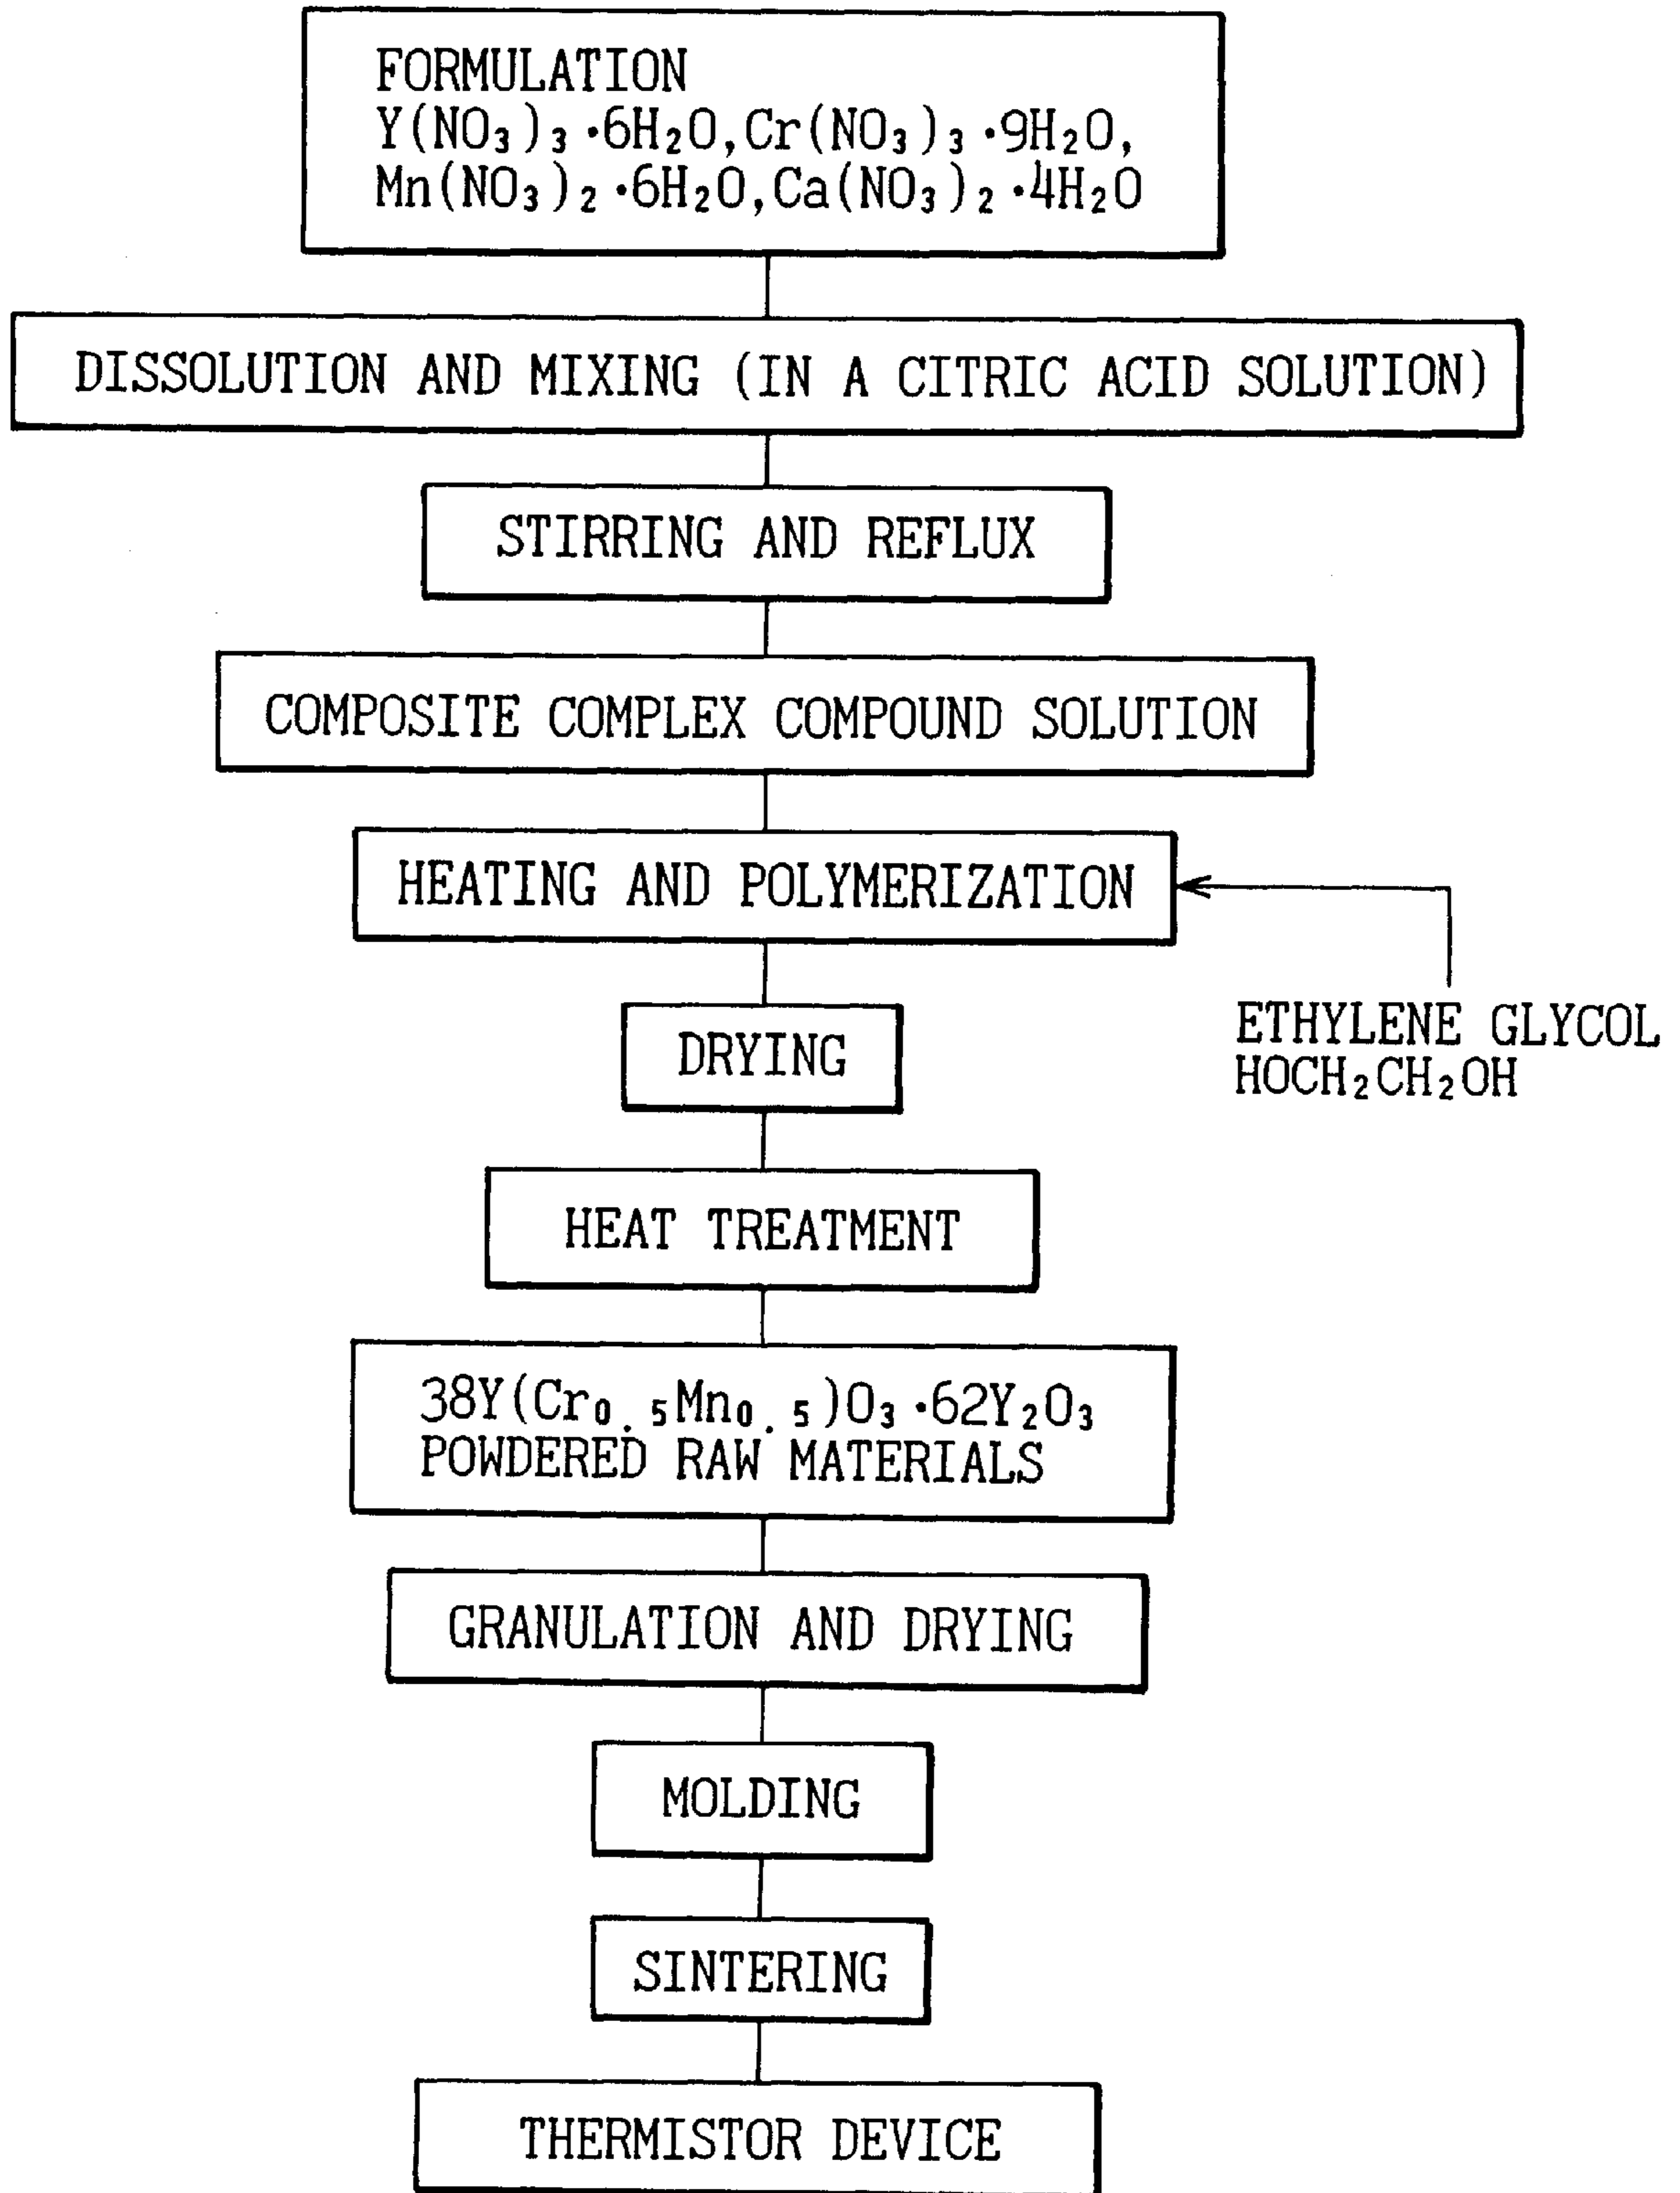 FORMULATION
Y(NO₃)₃·6H₂O,Cr(NO₃)₃·9H₂O,
Mn(NO₃)₂·6H₂O,Ca(NO₃)₂·4H₂O
DISSOLUTION AND MIXING (IN A CITRIC ACID SOLUTION)
STIRRING AND REFLUX
COMPOSITE COMPLEX COMPOUND SOLUTION
HEATING AND POLYMERIZATION
ETHYLENE GLYCOL
HOCH₂CH₂OH
DRYING
HEAT TREATMENT
38Y(Cr₀.₅Mn₀.₅)O₃·62Y₂O₃
POWDERED RAW MATERIALS
GRANULATION AND DRYING
MOLDING
SINTERING
THERMISTOR DEVICE